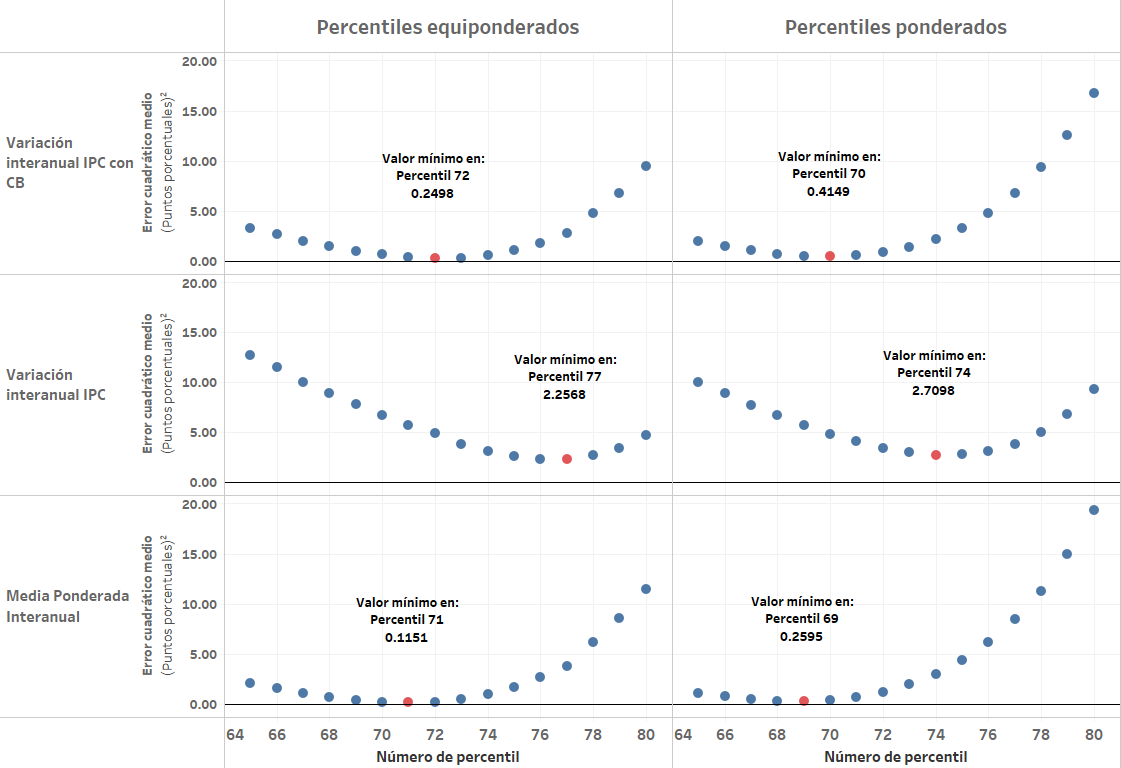 Percentiles equiponderados
Percentiles ponderados
Variación
interanual IPC con
CB
Error cuadrático medio
(Puntos porcentuales)²
20.00
15.00
10.00
5.00
0.00
Valor mínimo en:
Percentil 72
0.2498
Valor mínimo en:
Percentil 70
0.4149
Variación
interanual IPC
Error cuadrático medio
(Puntos porcentuales)²
20.00
15.00
10.00
5.00
0.00
Valor mínimo en:
Percentil 77
2.2568
Valor mínimo en:
Percentil 74
2.7098
Media Ponderada
Interanual
Error cuadrático medio
(Puntos porcentuales)²
20.00
15.00
10.00
5.00
0.00
Valor mínimo en:
Percentil 71
0.1151
Valor mínimo en:
Percentil 69
0.2595
64 66 68 70 72 74 76 78 80
64 66 68 70 72 74 76 78 80
Número de percentil
Número de percentil